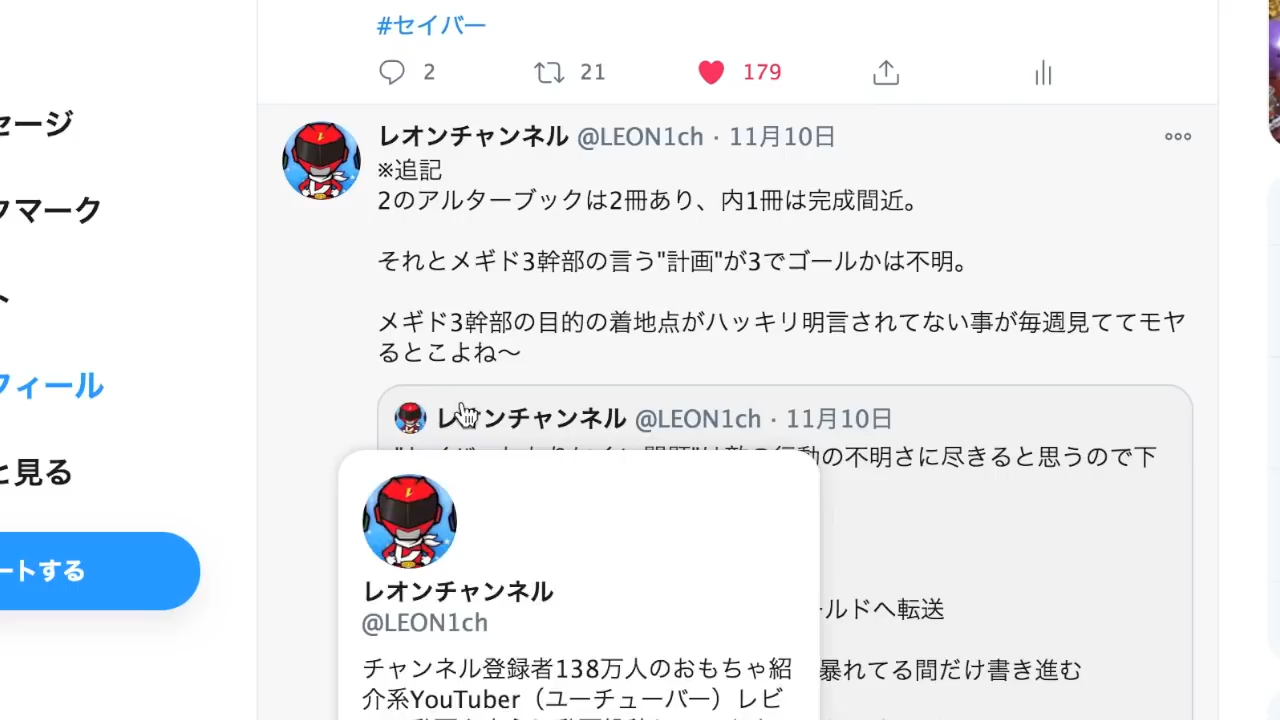 #セイバー
2 21 179
セージ
クマーク
ト
フィール
と見る
ートする
レオンチャンネル @LEON1ch · 11月10日
※追記
2のアルターブックは2冊あり、内1冊は完成間近。
それとメギド3幹部の言う"計画"が3でゴールかは不明。
メギド3幹部の目的の着地点がハッキリ明言されてない事が毎週見ててモヤ
るとこよね〜
レオンチャンネル @LEON1ch · 11月10日
動の不明さに尽きると思うので下
ールドへ転送
暴れてる間だけ書き進む
レオンチャンネル
@LEON1ch
チャンネル登録者138万人のおもちゃ紹
介系YouTuber（ユーチューバー）レビ